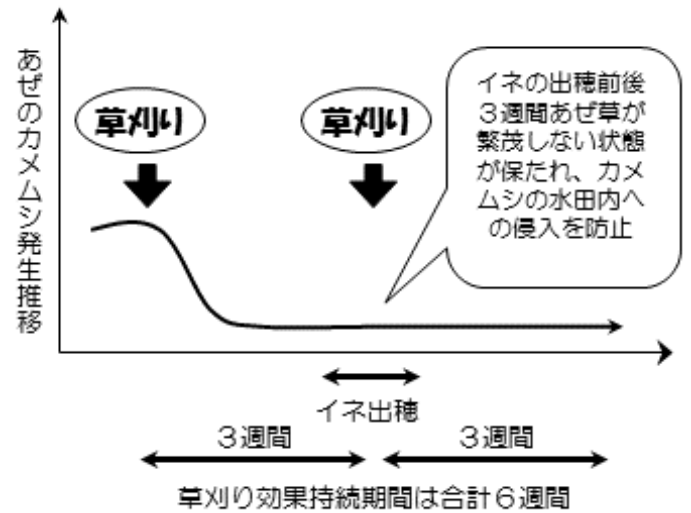 あぜのカメムシ発生推移
草刈り
草刈り
イネの出穂前後
3週間あぜ草が
繁茂しない状態
が保たれ、カメ
ムシの水田内へ
の侵入を防止
イネ出穂
3週間
3週間
草刈り効果持続期間は合計6週間